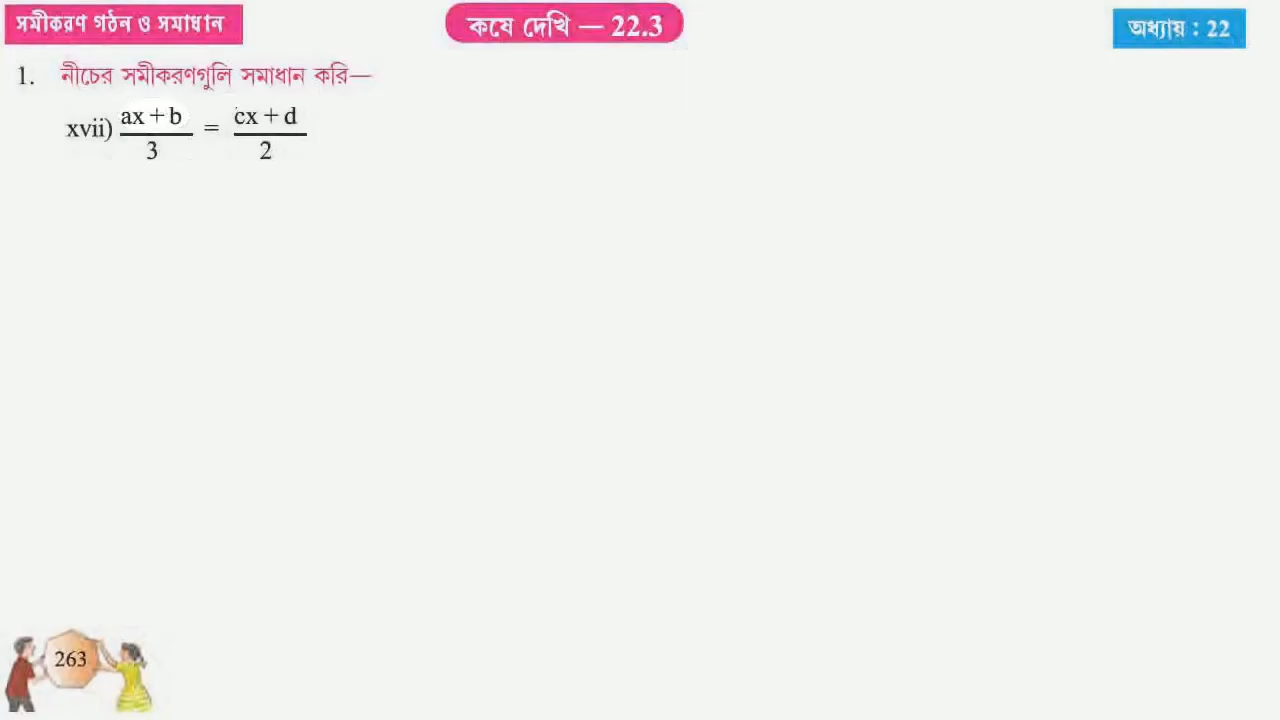 সমীকরণ গঠন ও সমাধান
কষে দেখি — 22.3
অধ্যায় : 22
1. নীচের সমীকরণগুলি সমাধান করি—
xvii) (ax + b)/3 = (cx + d)/2
263